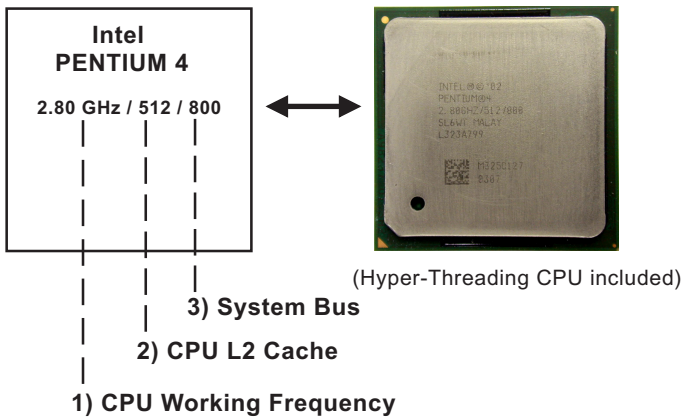 Intel
PENTIUM 4
2.80 GHz / 512 / 800
INTEL Ⓜ © '02
PENTIUM®4
2.80GHZ/512/800
SL6WT MALAY
L323A799
(Hyper-Threading CPU included)
3) System Bus
2) CPU L2 Cache
1) CPU Working Frequency